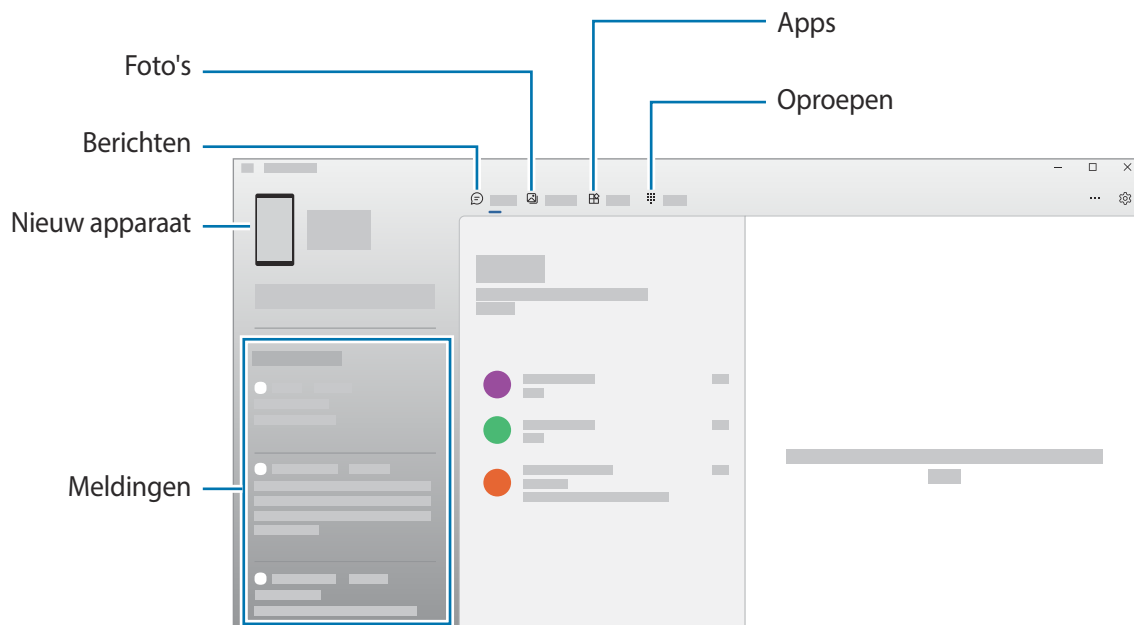 Apps
Foto's
Oproepen
Berichten
Nieuw apparaat
Meldingen